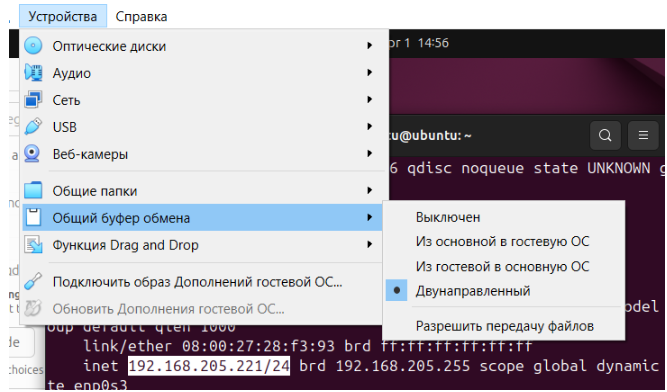 Устройства Справка
Оптические диски
Аудио
Сеть
USB
Веб-камеры
Общие папки
Общий буфер обмена
Функция Drag and Drop
Подключить образ Дополнений гостевой ОС...
Обновить Дополнения гостевой ОС...
Выключен
Из основной в гостевую ОС
Из гостевой в основную ОС
Двунаправленный
Разрешить передачу файлов
pr 1 14:56
u@ubuntu: ~
6 qdisc noqueue state UNKNOWN g
odel
oup default qlen 1000
link/ether 08:00:27:28:f3:93 brd ff:ff:ff:ff:ff:ff
inet 192.168.205.221/24 brd 192.168.205.255 scope global dynamic
te enp0s3
choices